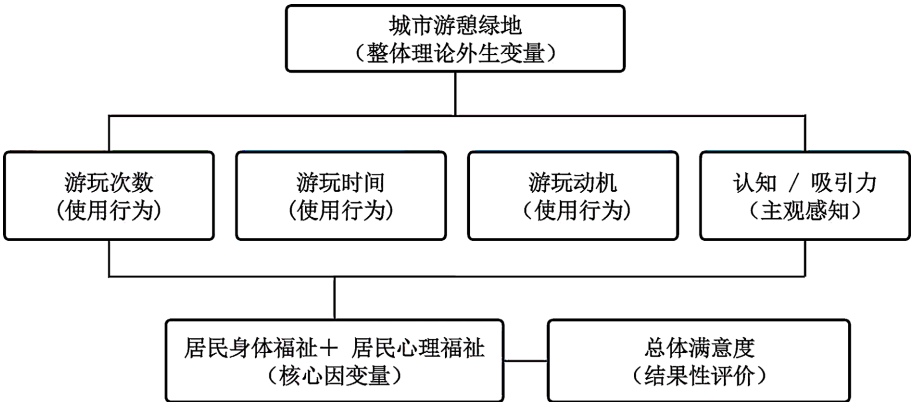 城市游憩绿地
（整体理论外生变量）
游玩次数
(使用行为)
游玩时间
(使用行为)
游玩动机
（使用行为)
认知 / 吸引力
（主观感知）
居民身体福祉＋ 居民心理福祉
（核心因变量）
总体满意度
（结果性评价）